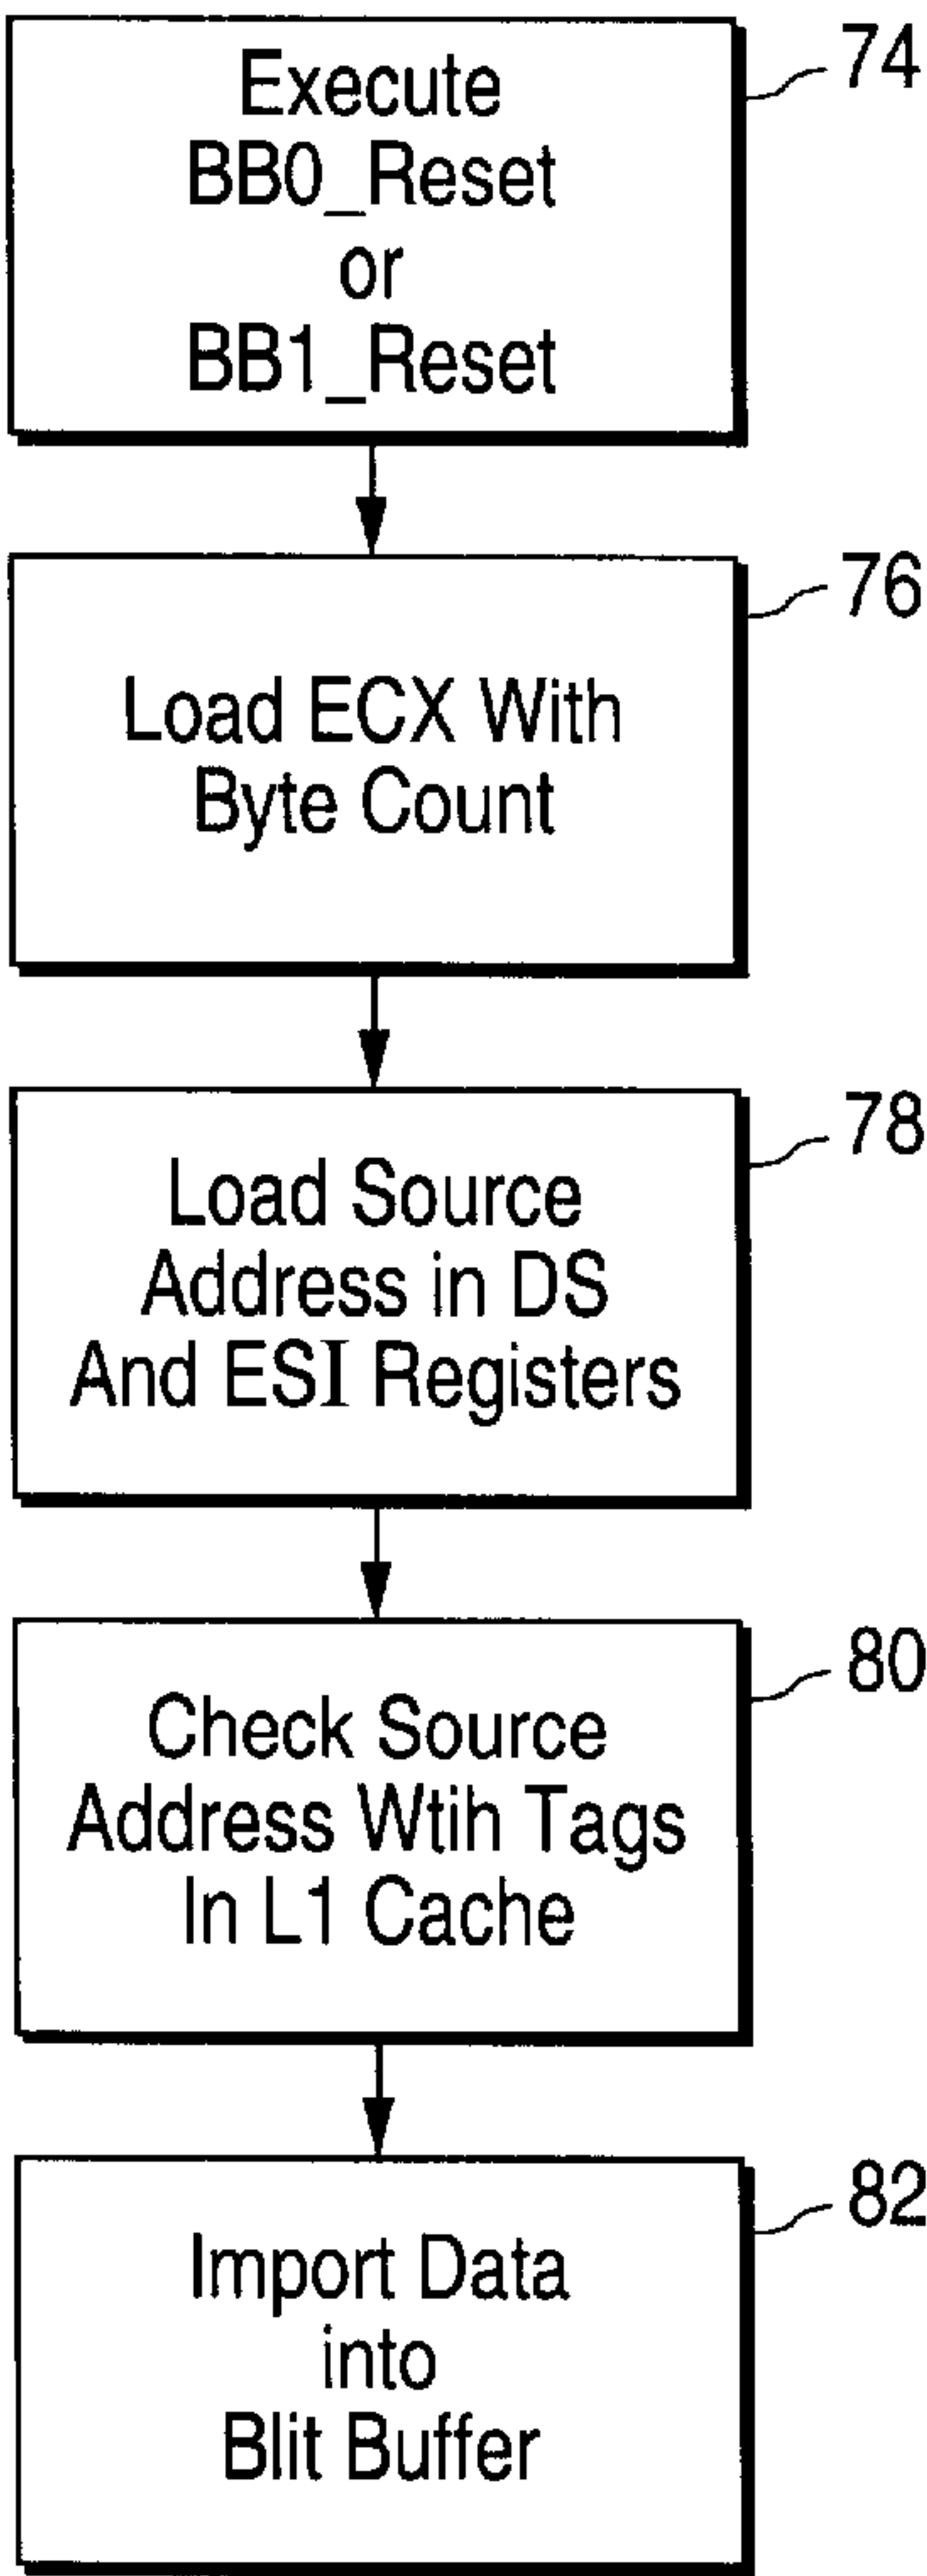 74
Execute
BB0_Reset
or
BB1_Reset
76
Load ECX With
Byte Count
78
Load Source
Address in DS
And ESI Registers
80
Check Source
Address Wtih Tags
In L1 Cache
82
Import Data
into
Blit Buffer